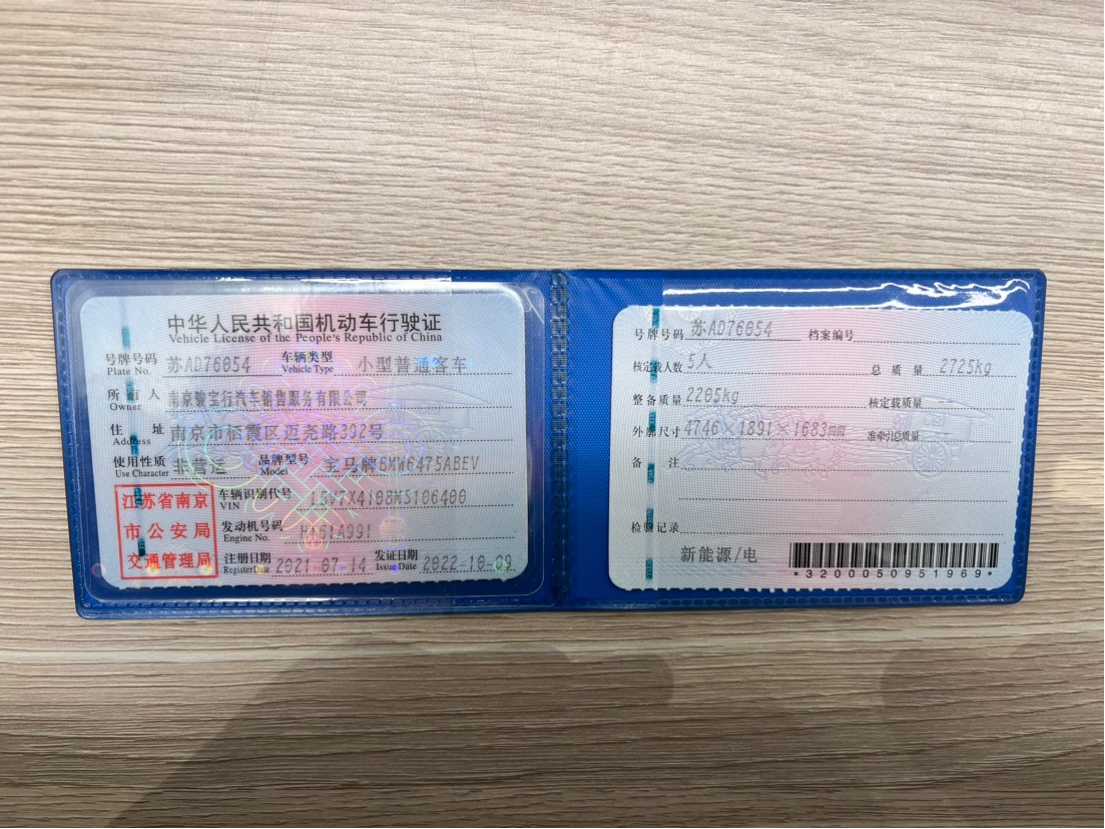 中华人民共和国机动车行驶证
Vehicle License of the People's Republic of China
号牌号码 苏AD76054 车辆类型 小型普通客车
Plate No. Vehicle Type
所有人 南京骏宝行汽车销售服务有限公司
Owner
住址 南京市栖霞区迈尧路392号
Address
使用性质 非营运 品牌型号 宝马牌BMW6475ABEV
Use Character Model
江苏省南京
市公安局
交通管理局
车辆识别代号
VIN
发动机号码 H161A991
Engine No.
注册日期 2021-07-14 发证日期 2022-10-09
Register Date Issue Date
号牌号码 苏AD76054 档案编号
核定载人数 5人 总质量 2725kg
整备质量 2205kg 核定载质量 --
外廓尺寸 4746×1891×1683mm 准牵引总质量
备注
检验记录
新能源/电
*3200050951969*